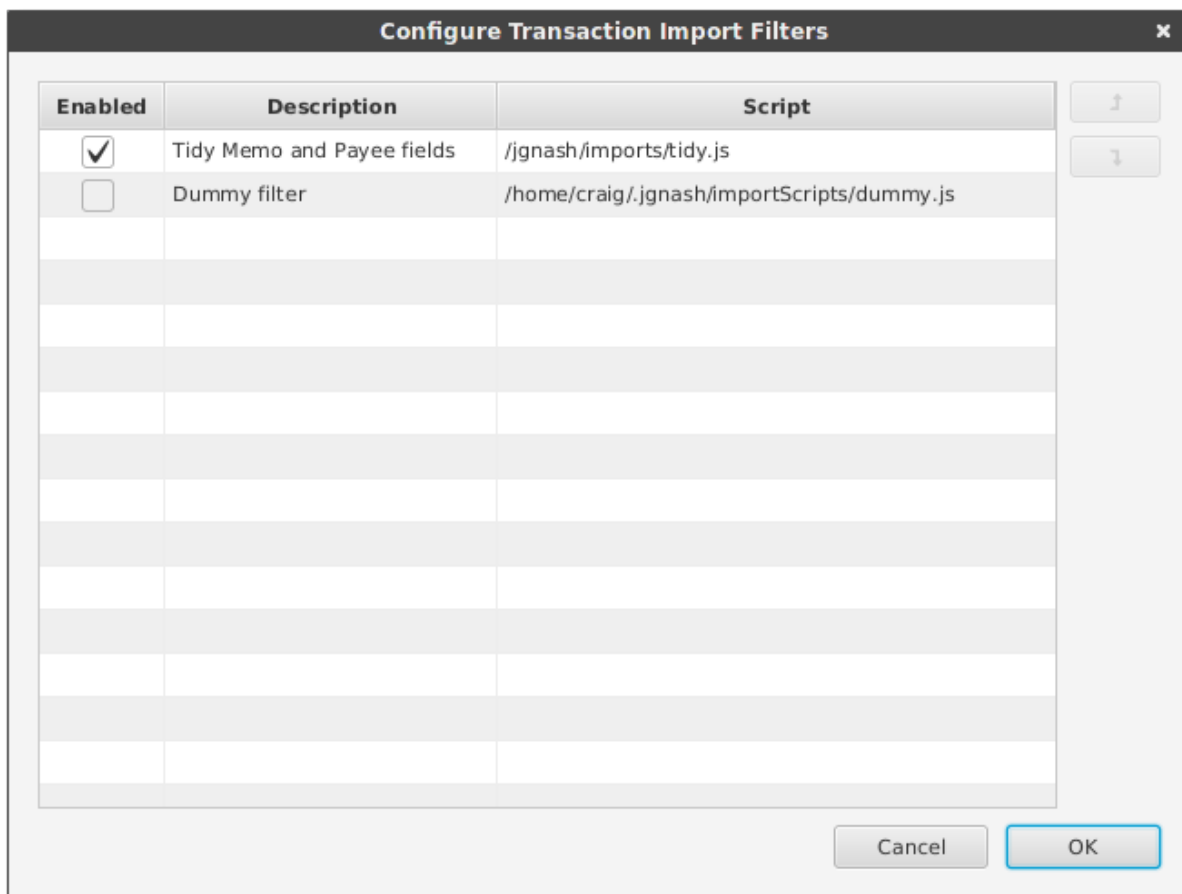 Configure Transaction Import Filters
Enabled Description Script
Tidy Memo and Payee fields /jgnash/imports/tidy.js
Dummy filter /home/craig/.jgnash/importScripts/dummy.js
Cancel OK